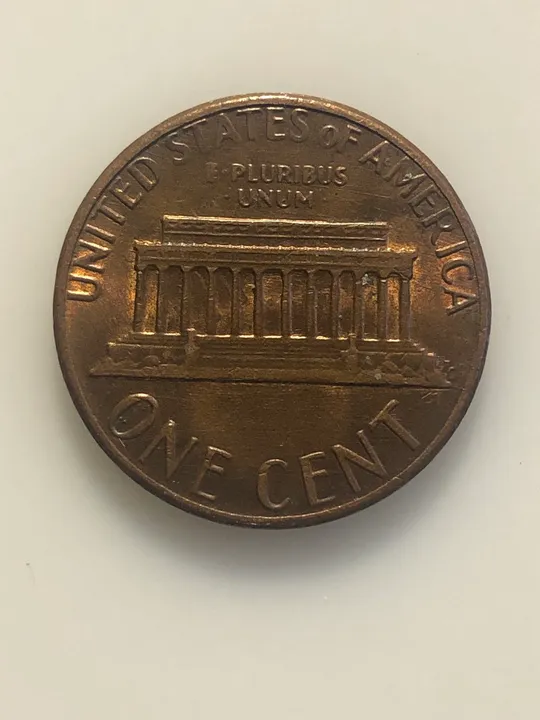 UNITED STATES OF AMERICA
E·PLURIBUS
UNUM
ONE CENT